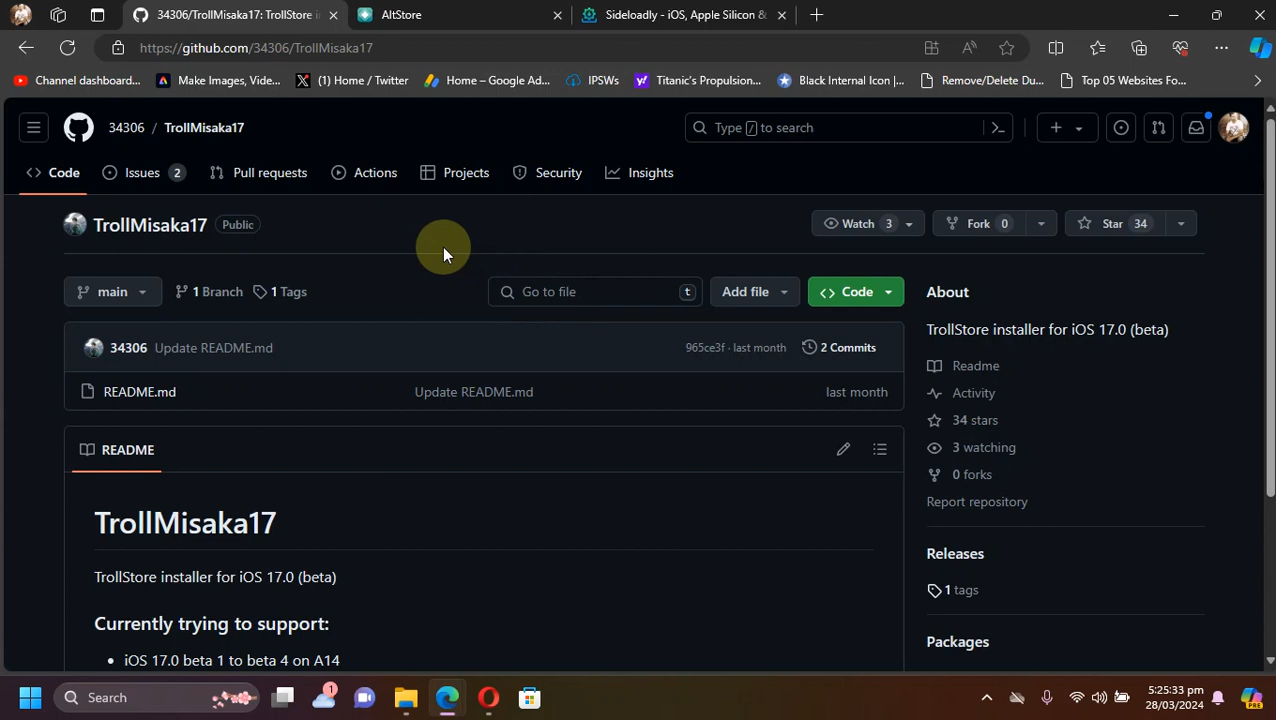 34306/TrollMisaka17: TrollStore i
AltStore
Sideloadly - iOS, Apple Silicon &
https://github.com/34306/TrollMisaka17
Channel dashboard...
Make Images, Vide...
(1) Home / Twitter
Home – Google Ad...
IPSWs
Titanic's Propulsion...
Black Internal Icon |...
Remove/Delete Du...
Top 05 Websites Fo...
34306 / TrollMisaka17
Type / to search
Code
Issues 2
Pull requests
Actions
Projects
Security
Insights
TrollMisaka17 Public
Watch 3
Fork 0
Star 34
main
1 Branch
1 Tags
Go to file t
Add file
Code
About
34306 Update README.md
965ce3f · last month
2 Commits
TrollStore installer for iOS 17.0 (beta)
Readme
README.md
Update README.md
last month
Activity
34 stars
README
3 watching
0 forks
Report repository
TrollMisaka17
Releases
TrollStore installer for iOS 17.0 (beta)
1 tags
Currently trying to support:
Packages
• iOS 17.0 beta 1 to beta 4 on A14
Search
1
5:25:33 pm
28/03/2024
PRE